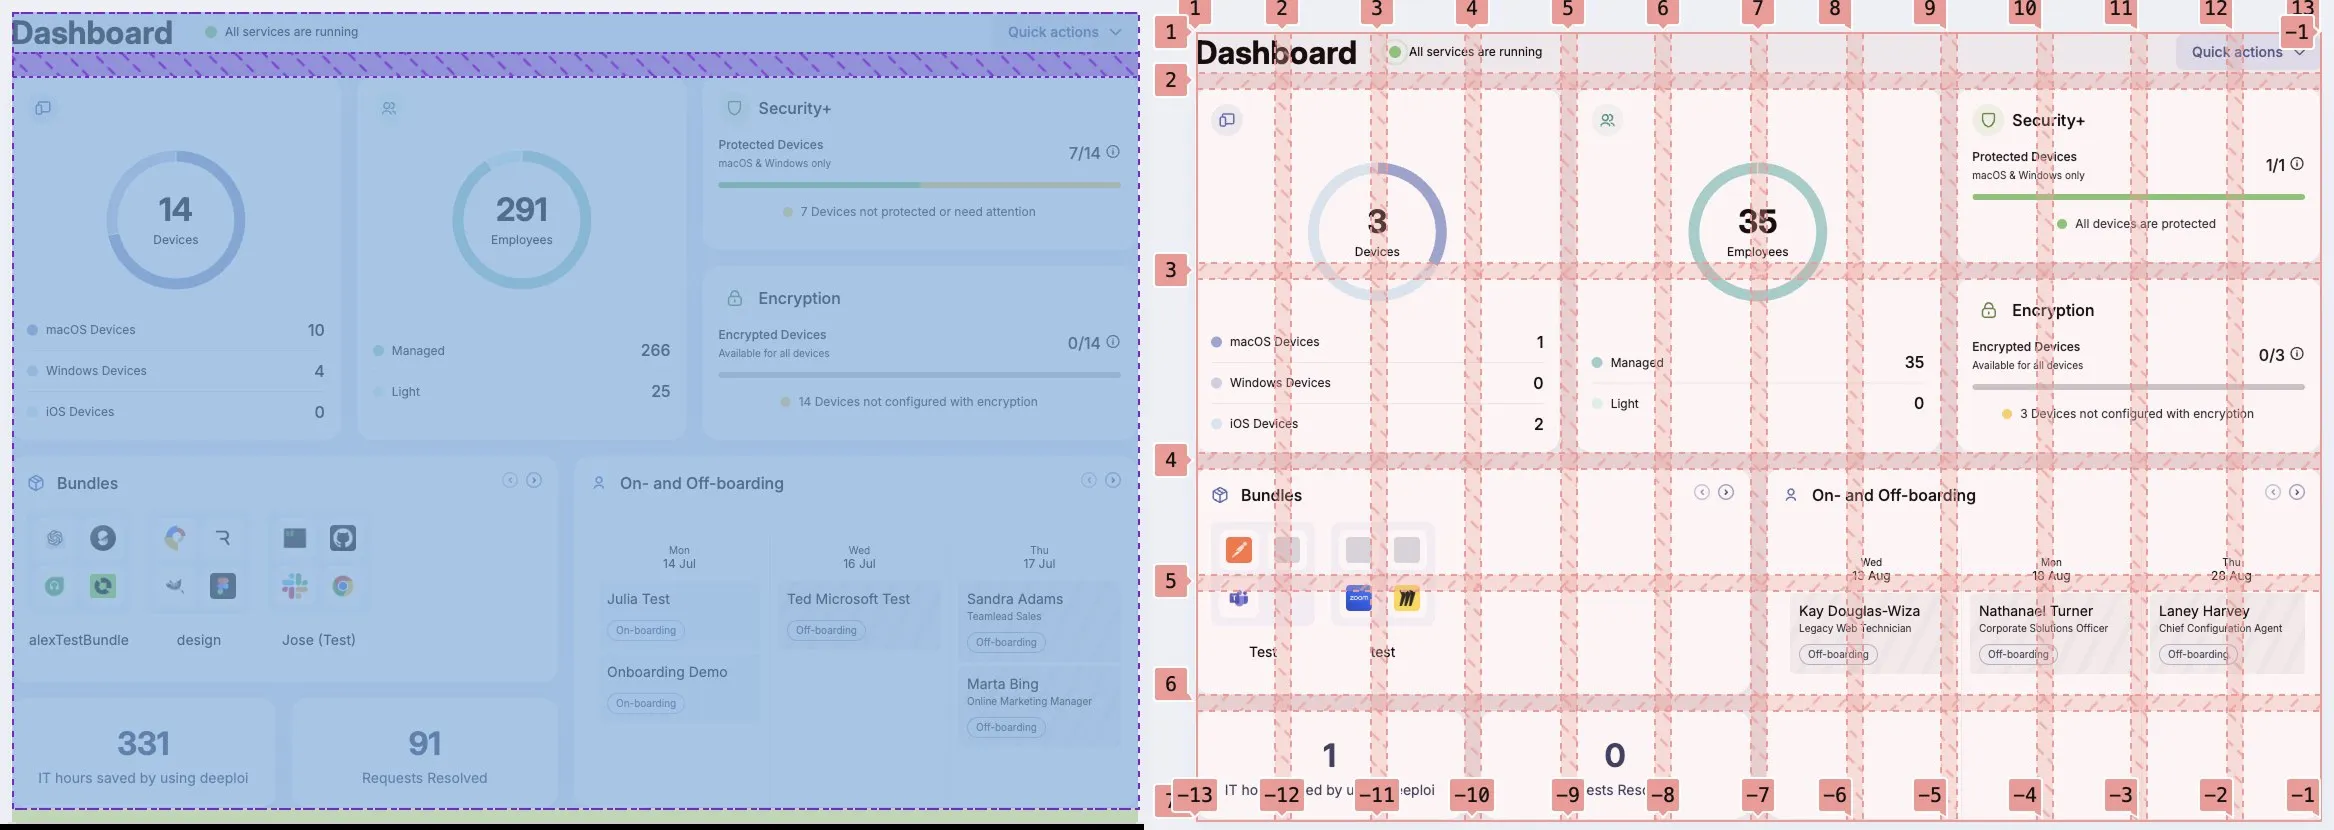 Dashboard
All services are running
Quick actions
Security+
Protected Devices
macOS & Windows only
7/14
7 Devices not protected or need attention
14
Devices
291
Employees
Encryption
Encrypted Devices
Available for all devices
0/14
14 Devices not configured with encryption
macOS Devices 10
Windows Devices 4
iOS Devices 0
Managed 266
Light 25
Bundles
alexTestBundle
design
Jose (Test)
On- and Off-boarding
Mon
14 Jul
Wed
16 Jul
Thu
17 Jul
Julia Test
On-boarding
Onboarding Demo
On-boarding
Ted Microsoft Test
Off-boarding
Sandra Adams
Teamlead Sales
Off-boarding
Marta Bing
Online Marketing Manager
Off-boarding
331
IT hours saved by using deeploi
91
Requests Resolved
1 2 3 4 5 6 7 8 9 10 11 12 13
-1
1
2
3
4
5
6
7
Dashboard
All services are running
Quick actions
3
Devices
35
Employees
Security+
Protected Devices
macOS & Windows only
1/1
All devices are protected
Encryption
Encrypted Devices
Available for all devices
0/3
3 Devices not configured with encryption
macOS Devices 1
Windows Devices 0
iOS Devices 2
Managed 35
Light 0
Bundles
zoom
Test
test
On- and Off-boarding
Wed
13 Aug
Mon
18 Aug
Thu
28 Aug
Kay Douglas-Wiza
Legacy Web Technician
Off-boarding
Nathanael Turner
Corporate Solutions Officer
Off-boarding
Laney Harvey
Chief Configuration Agent
Off-boarding
1
IT ho ed by u eeploi
0
ests Reso
-13 -12 -11 -10 -9 -8 -7 -6 -5 -4 -3 -2 -1